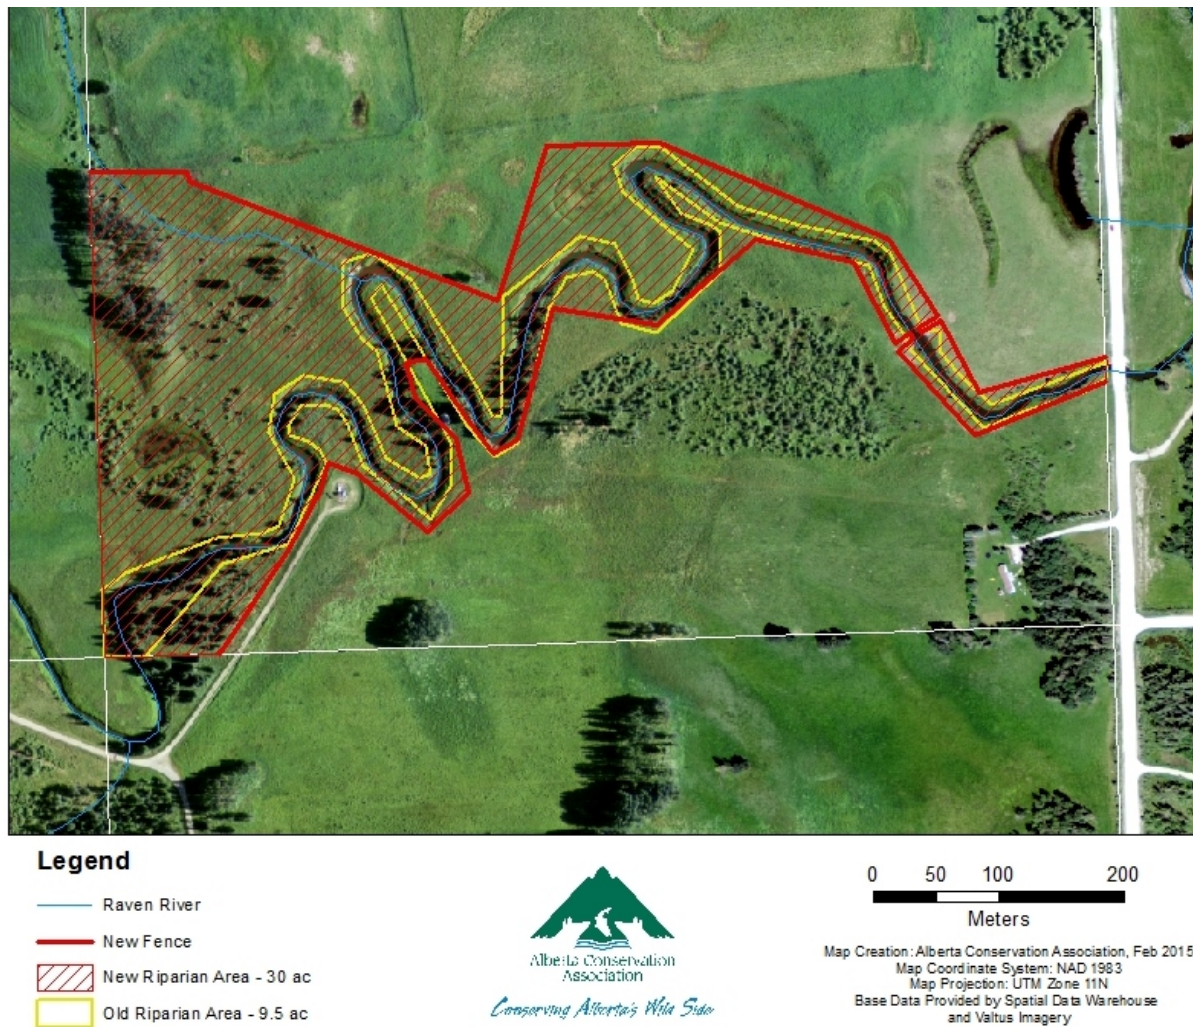 Legend
Raven River
New Fence
New Riparian Area - 30 ac
Old Riparian Area - 9.5 ac
Alberta Conservation
Association
Conserving Alberta's Wild Side
0 50 100 200
Meters
Map Creation: Alberta Conservation Association, Feb 2015
Map Coordinate System: NAD 1983
Map Projection: UTM Zone 11N
Base Data Provided by Spatial Data Warehouse
and Valtus Imagery